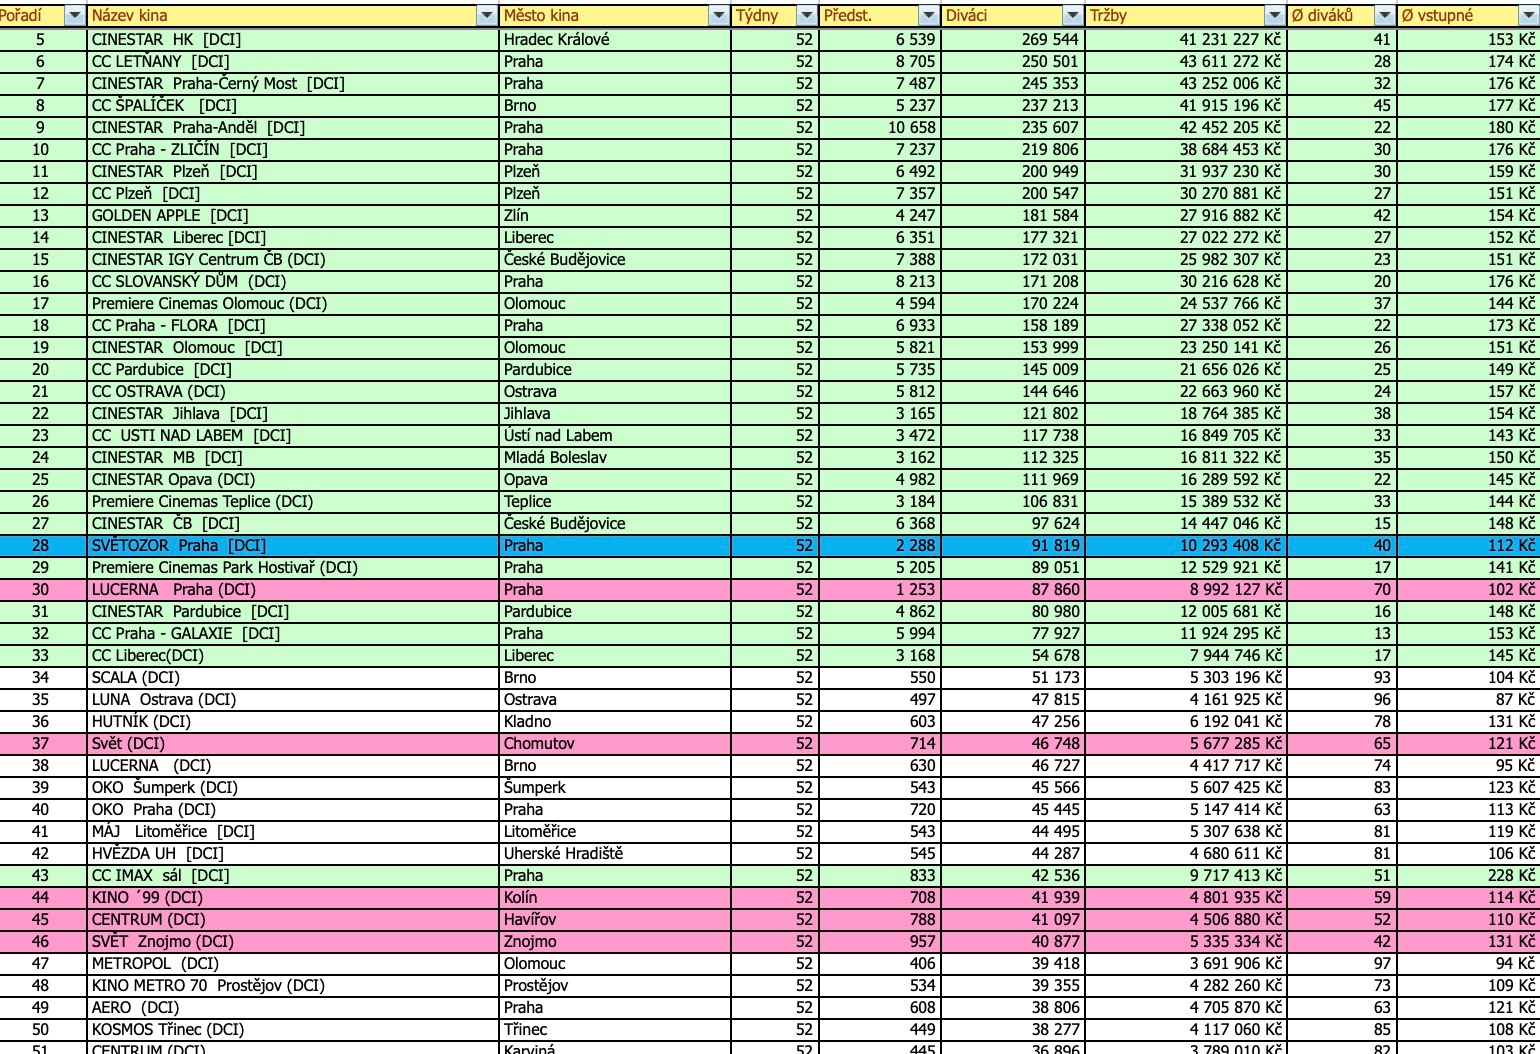 Pořadí Název kina Město kina Týdny Předst. Diváci Tržby Ø diváků Ø vstupné
5 CINESTAR HK [DCI] Hradec Králové 52 6 539 269 544 41 231 227 Kč 41 153 Kč
6 CC LETŇANY [DCI] Praha 52 8 705 250 501 43 611 272 Kč 28 174 Kč
7 CINESTAR Praha-Černý Most [DCI] Praha 52 7 487 245 353 43 252 006 Kč 32 176 Kč
8 CC ŠPALÍČEK [DCI] Brno 52 5 237 237 213 41 915 196 Kč 45 177 Kč
9 CINESTAR Praha-Anděl [DCI] Praha 52 10 658 235 607 42 452 205 Kč 22 180 Kč
10 CC Praha - ZLIČÍN [DCI] Praha 52 7 237 219 806 38 684 453 Kč 30 176 Kč
11 CINESTAR Plzeň [DCI] Plzeň 52 6 492 200 949 31 937 230 Kč 30 159 Kč
12 CC Plzeň [DCI] Plzeň 52 7 357 200 547 30 270 881 Kč 27 151 Kč
13 GOLDEN APPLE [DCI] Zlín 52 4 247 181 584 27 916 882 Kč 42 154 Kč
14 CINESTAR Liberec [DCI] Liberec 52 6 351 177 321 27 022 272 Kč 27 152 Kč
15 CINESTAR IGY Centrum ČB (DCI) České Budějovice 52 7 388 172 031 25 982 307 Kč 23 151 Kč
16 CC SLOVANSKÝ DŮM (DCI) Praha 52 8 213 171 208 30 216 628 Kč 20 176 Kč
17 Premiere Cinemas Olomouc (DCI) Olomouc 52 4 594 170 224 24 537 766 Kč 37 144 Kč
18 CC Praha - FLORA [DCI] Praha 52 6 933 158 189 27 338 052 Kč 22 173 Kč
19 CINESTAR Olomouc [DCI] Olomouc 52 5 821 153 999 23 250 141 Kč 26 151 Kč
20 CC Pardubice [DCI] Pardubice 52 5 735 145 009 21 656 026 Kč 25 149 Kč
21 CC OSTRAVA (DCI) Ostrava 52 5 812 144 646 22 663 960 Kč 24 157 Kč
22 CINESTAR Jihlava [DCI] Jihlava 52 3 165 121 802 18 764 385 Kč 38 154 Kč
23 CC USTI NAD LABEM [DCI] Ústí nad Labem 52 3 472 117 738 16 849 705 Kč 33 143 Kč
24 CINESTAR MB [DCI] Mladá Boleslav 52 3 162 112 325 16 811 322 Kč 35 150 Kč
25 CINESTAR Opava (DCI) Opava 52 4 982 111 969 16 289 592 Kč 22 145 Kč
26 Premiere Cinemas Teplice (DCI) Teplice 52 3 184 106 831 15 389 532 Kč 33 144 Kč
27 CINESTAR ČB [DCI] České Budějovice 52 6 368 97 624 14 447 046 Kč 15 148 Kč
28 SVĚTOZOR Praha [DCI] Praha 52 2 288 91 819 10 293 408 Kč 40 112 Kč
29 Premiere Cinemas Park Hostivař (DCI) Praha 52 5 205 89 051 12 529 921 Kč 17 141 Kč
30 LUCERNA Praha (DCI) Praha 52 1 253 87 860 8 992 127 Kč 70 102 Kč
31 CINESTAR Pardubice [DCI] Pardubice 52 4 862 80 980 12 005 681 Kč 16 148 Kč
32 CC Praha - GALAXIE [DCI] Praha 52 5 994 77 927 11 924 295 Kč 13 153 Kč
33 CC Liberec(DCI) Liberec 52 3 168 54 678 7 944 746 Kč 17 145 Kč
34 SCALA (DCI) Brno 52 550 51 173 5 303 196 Kč 93 104 Kč
35 LUNA Ostrava (DCI) Ostrava 52 497 47 815 4 161 925 Kč 96 87 Kč
36 HUTNÍK (DCI) Kladno 52 603 47 256 6 192 041 Kč 78 131 Kč
37 Svět (DCI) Chomutov 52 714 46 748 5 677 285 Kč 65 121 Kč
38 LUCERNA (DCI) Brno 52 630 46 727 4 417 717 Kč 74 95 Kč
39 OKO Šumperk (DCI) Šumperk 52 543 45 566 5 607 425 Kč 83 123 Kč
40 OKO Praha (DCI) Praha 52 720 45 445 5 147 414 Kč 63 113 Kč
41 MÁJ Litoměřice [DCI] Litoměřice 52 543 44 495 5 307 638 Kč 81 119 Kč
42 HVĚZDA UH [DCI] Uherské Hradiště 52 545 44 287 4 680 611 Kč 81 106 Kč
43 CC IMAX sál [DCI] Praha 52 833 42 536 9 717 413 Kč 51 228 Kč
44 KINO ´99 (DCI) Kolín 52 708 41 939 4 801 935 Kč 59 114 Kč
45 CENTRUM (DCI) Havířov 52 788 41 097 4 506 880 Kč 52 110 Kč
46 SVĚT Znojmo (DCI) Znojmo 52 957 40 877 5 335 334 Kč 42 131 Kč
47 METROPOL (DCI) Olomouc 52 406 39 418 3 691 906 Kč 97 94 Kč
48 KINO METRO 70 Prostějov (DCI) Prostějov 52 534 39 355 4 282 260 Kč 73 109 Kč
49 AERO (DCI) Praha 52 608 38 806 4 705 870 Kč 63 121 Kč
50 KOSMOS Třinec (DCI) Třinec 52 449 38 277 4 117 060 Kč 85 108 Kč
51 CENTRUM (DCI) Karviná 52 445 36 896 3 789 010 Kč 82 103 Kč